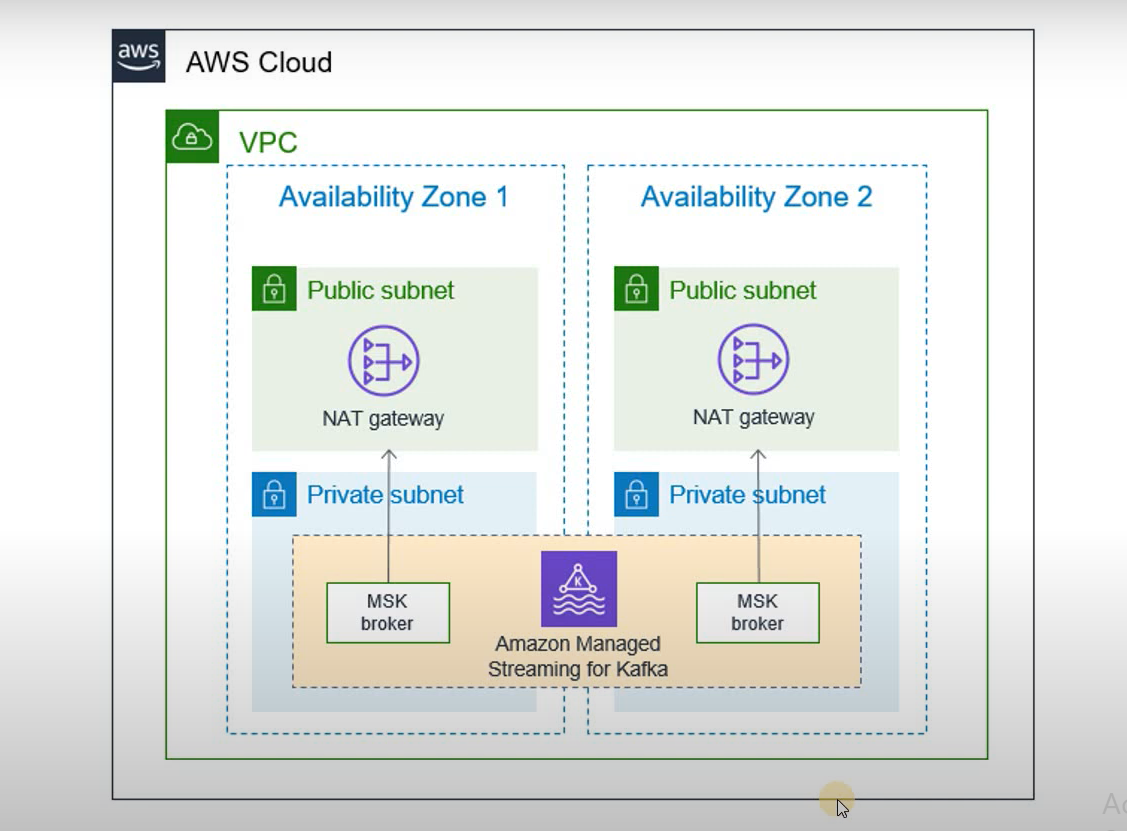 aws
AWS Cloud
VPC
Availability Zone 1
Availability Zone 2
Public subnet
Public subnet
NAT gateway
NAT gateway
Private subnet
Private subnet
MSK
broker
K
Amazon Managed
Streaming for Kafka
MSK
broker